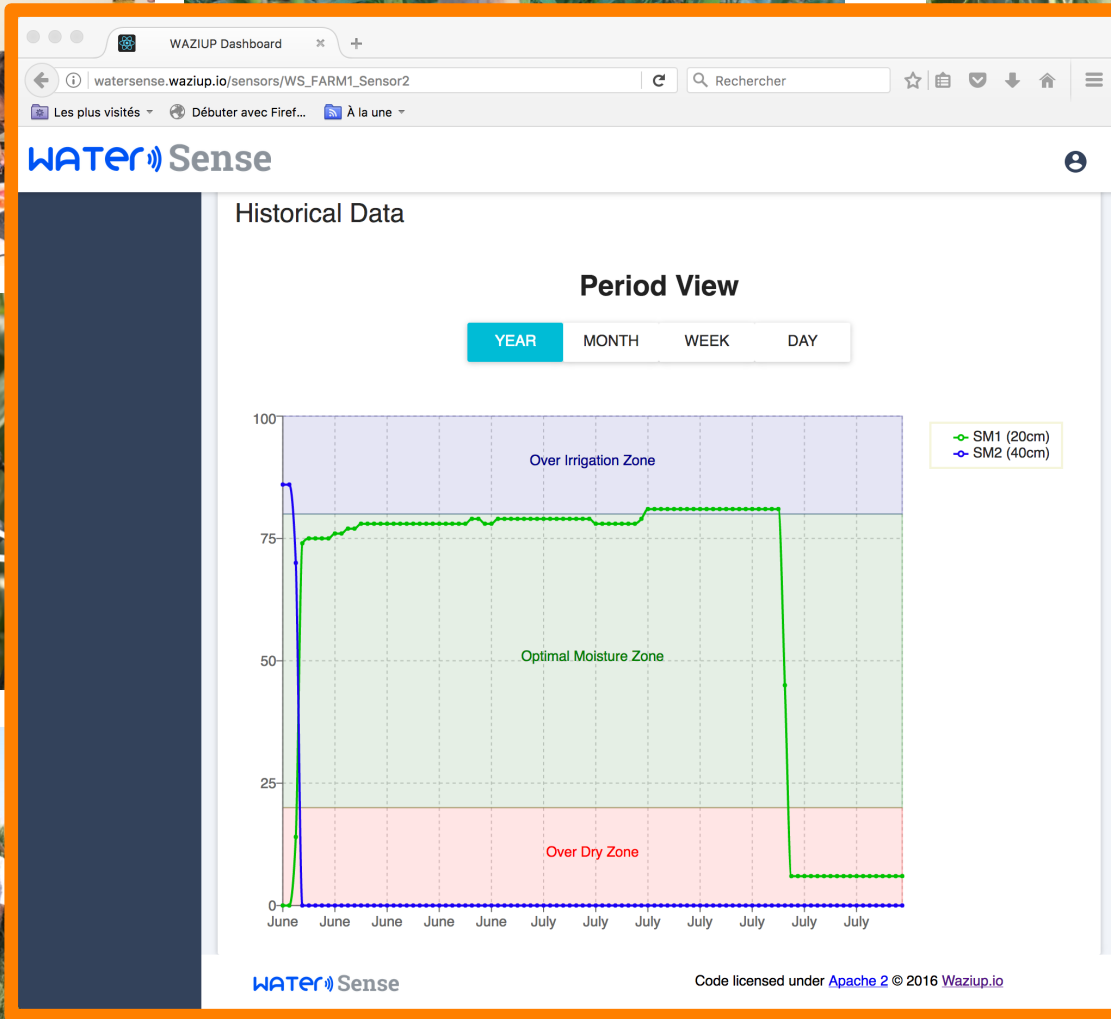 WAZIUP Dashboard
watersense.waziup.io/sensors/WS_FARM1_Sensor2
Rechercher
Les plus visités
Débuter avec Firef...
À la une
WATER Sense
Historical Data
Period View
YEAR MONTH WEEK DAY
100
75
50
25
0
Over Irrigation Zone
Optimal Moisture Zone
Over Dry Zone
SM1 (20cm)
SM2 (40cm)
June June June June June July July July July July July July
WATER Sense
Code licensed under Apache 2 © 2016 Waziup.io